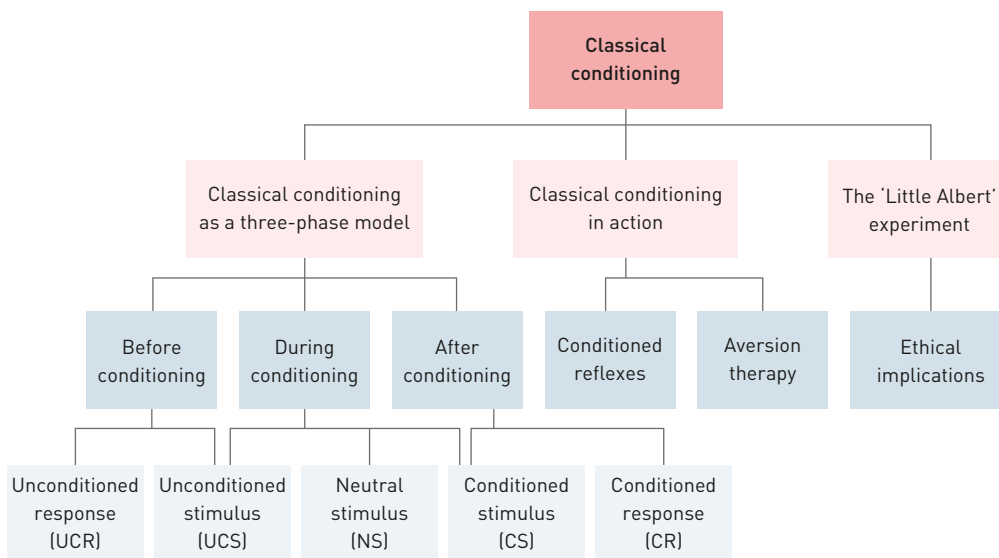 Classical
conditioning
Classical conditioning
as a three-phase model
Classical conditioning
in action
The ‘Little Albert’
experiment
Before
conditioning
During
conditioning
After
conditioning
Conditioned
reflexes
Aversion
therapy
Ethical
implications
Unconditioned
response
(UCR)
Unconditioned
stimulus
(UCS)
Neutral
stimulus
(NS)
Conditioned
stimulus
(CS)
Conditioned
response
(CR)